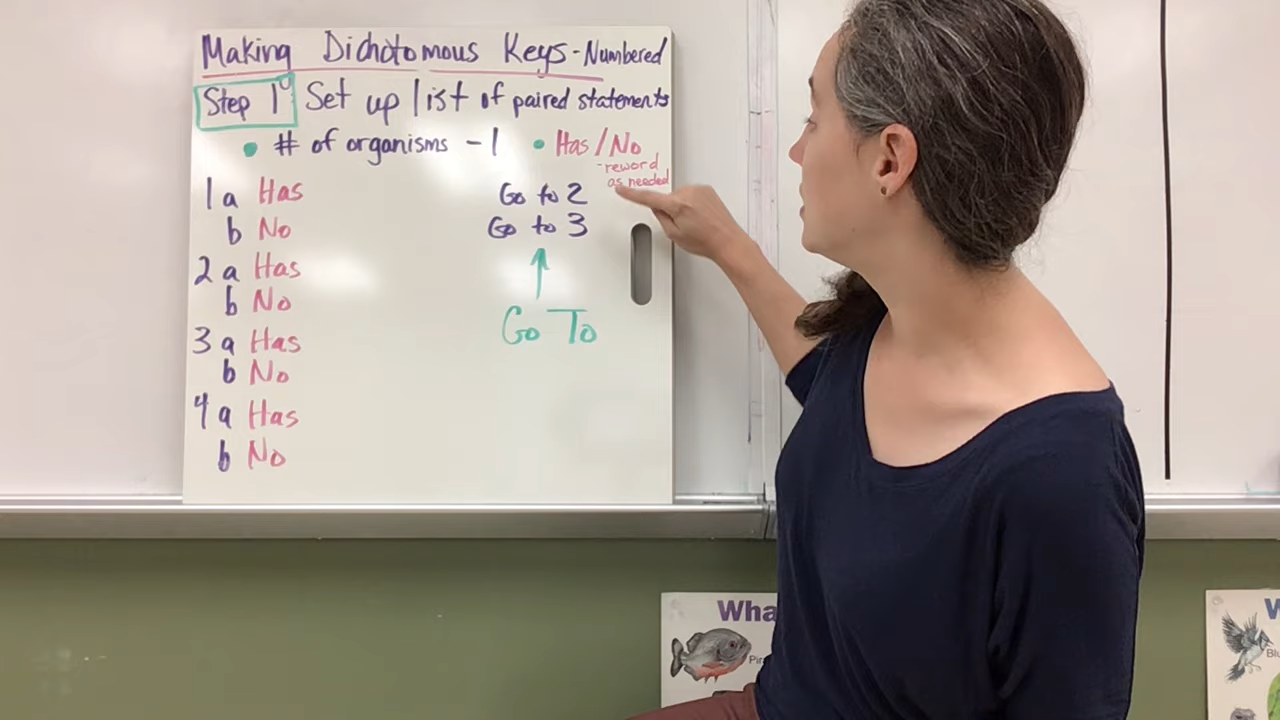 Making Dichotomous Keys - Numbered
Step 1 Set up list of paired statements
• # of organisms - 1 • Has / No
- reword
as needed
1 a Has Go to 2
b No Go to 3
2 a Has
b No
Go To
3 a Has
b No
4 a Has
b No
Wha